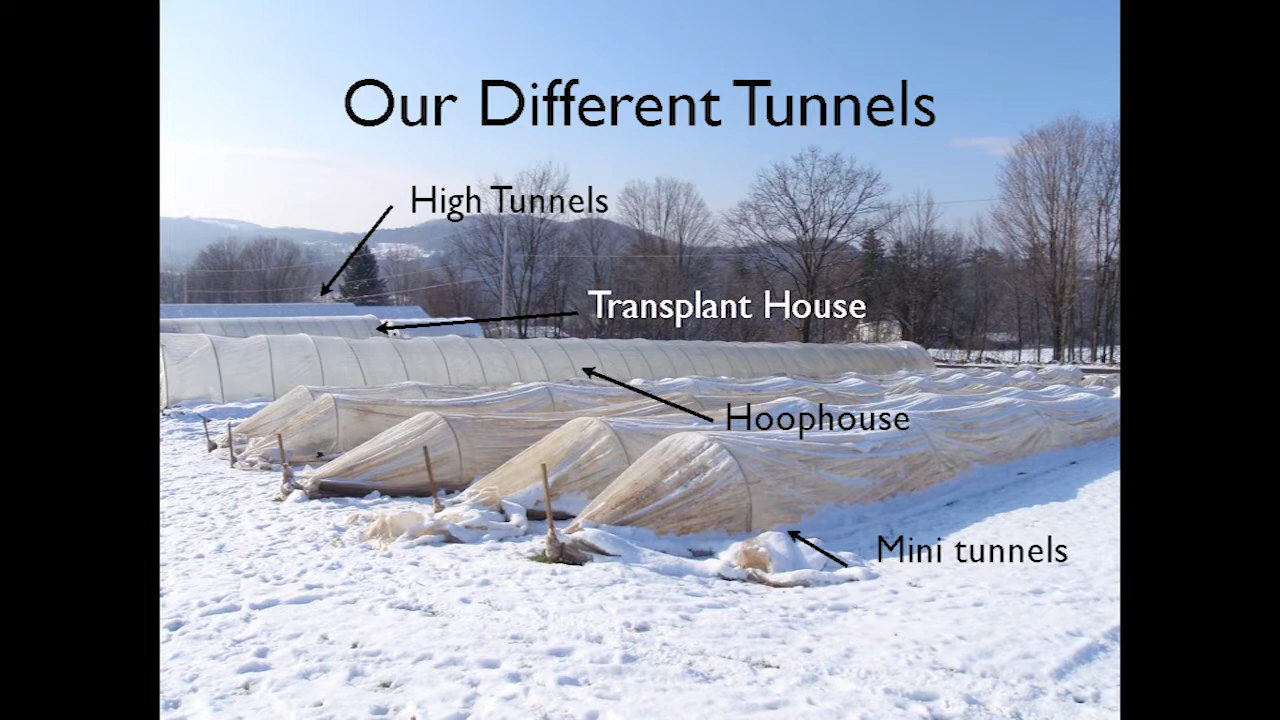 Our Different Tunnels
High Tunnels
Transplant House
Hoophouse
Mini tunnels